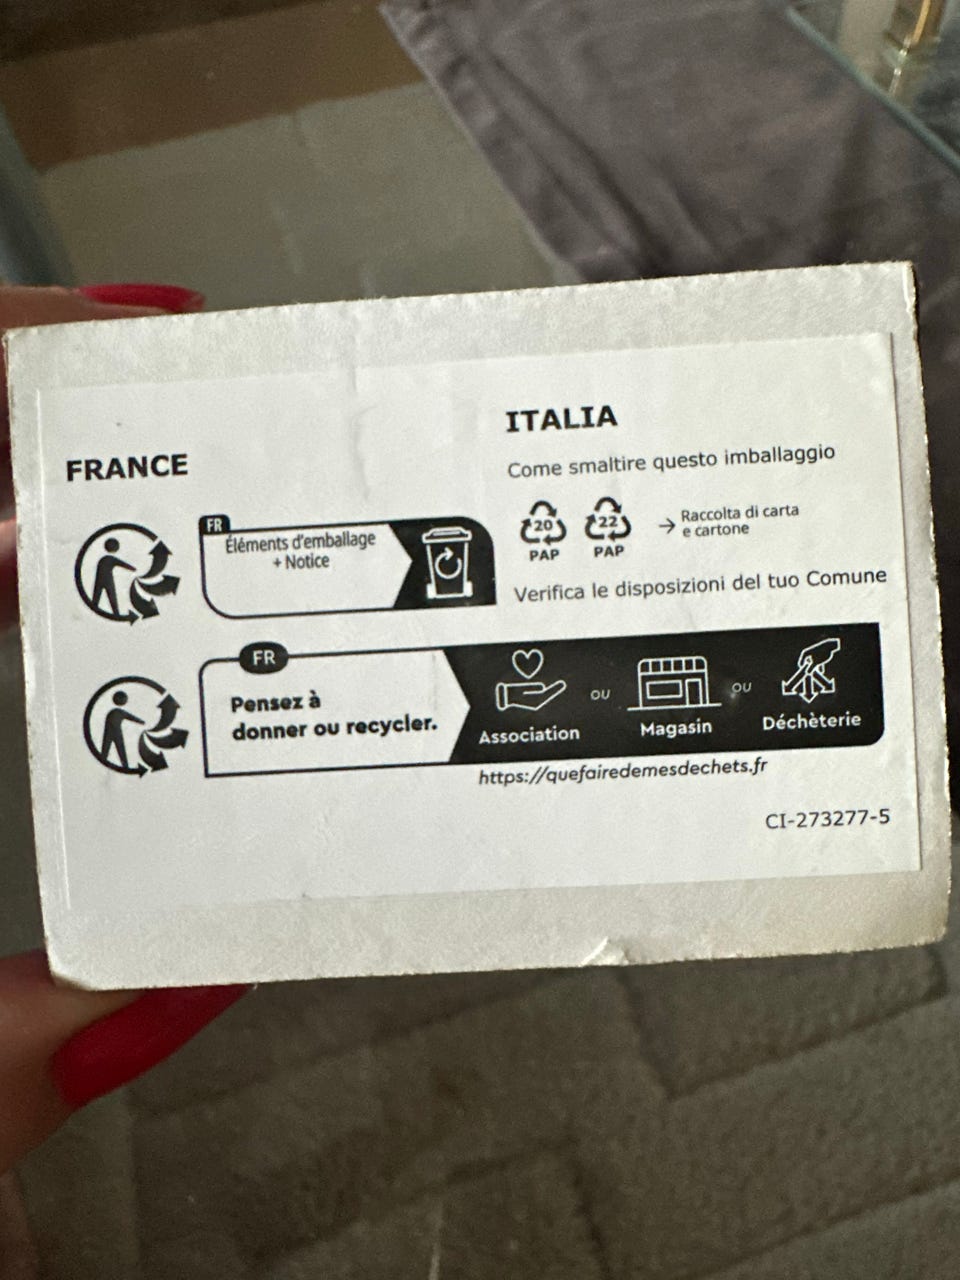 FRANCE
FR
Éléments d'emballage
+ Notice
FR
Pensez à
donner ou recycler.
Association
OU
Magasin
OU
Déchèterie
https://quefairedemesdechets.fr
ITALIA
Come smaltire questo imballaggio
20
PAP
22
PAP
→ Raccolta di carta
e cartone
Verifica le disposizioni del tuo Comune
CI-273277-5